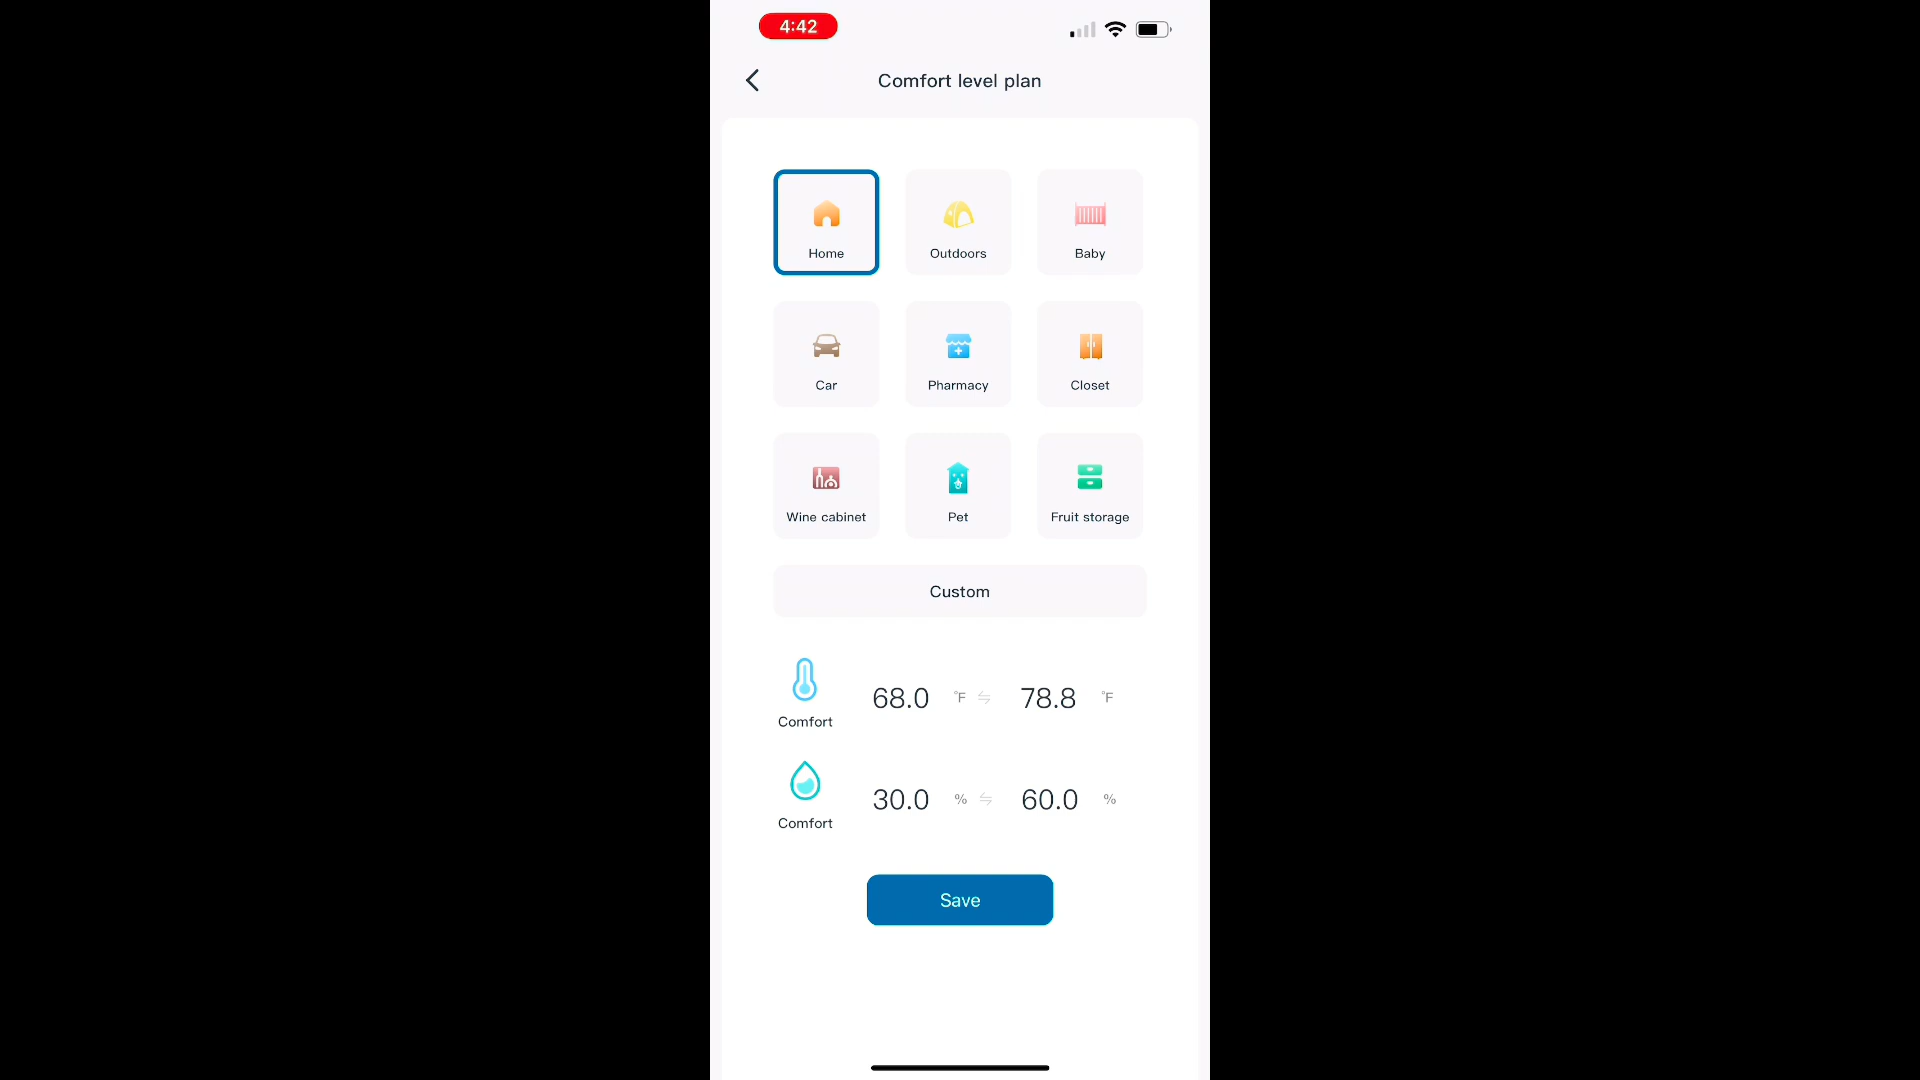 4:42
Comfort level plan
Home
Outdoors
Baby
Car
Pharmacy
Closet
Wine cabinet
Pet
Fruit storage
Custom
68.0 °F ⇋ 78.8 °F
Comfort
30.0 % ⇋ 60.0 %
Comfort
Save